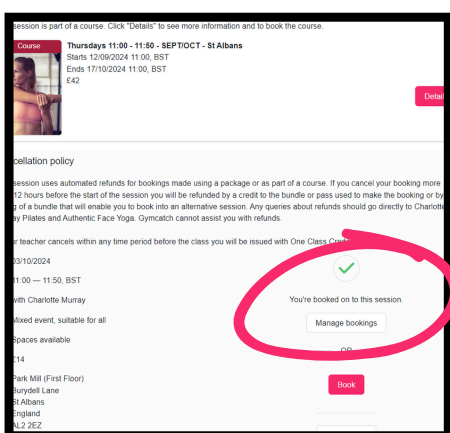 session is part of a course. Click "Details" to see more information and to book the course.
Course
Thursdays 11:00 - 11:50 - SEPT/OCT - St Albans
Starts 12/09/2024 11:00, BST
Ends 17/10/2024 11:00, BST
£42
Detail
cellation policy
session uses automated refunds for bookings made using a package or as part of a course. If you cancel your booking more
12 hours before the start of the session you will be refunded by a credit to the bundle or pass used to make the booking or by
g of a bundle that will enable you to book into an alternative session. Any queries about refunds should go directly to Charlotte
ay Pilates and Authentic Face Yoga. Gymcatch cannot assist you with refunds.
r teacher cancels within any time period before the class you will be issued with One Class Credit
03/10/2024
11:00 — 11:50, BST
with Charlotte Murray
Mixed event, suitable for all
Spaces available
£14
Park Mill (First Floor)
Burydell Lane
St Albans
England
AL2 2EZ
You're booked on to this session.
Manage bookings
OR
Book